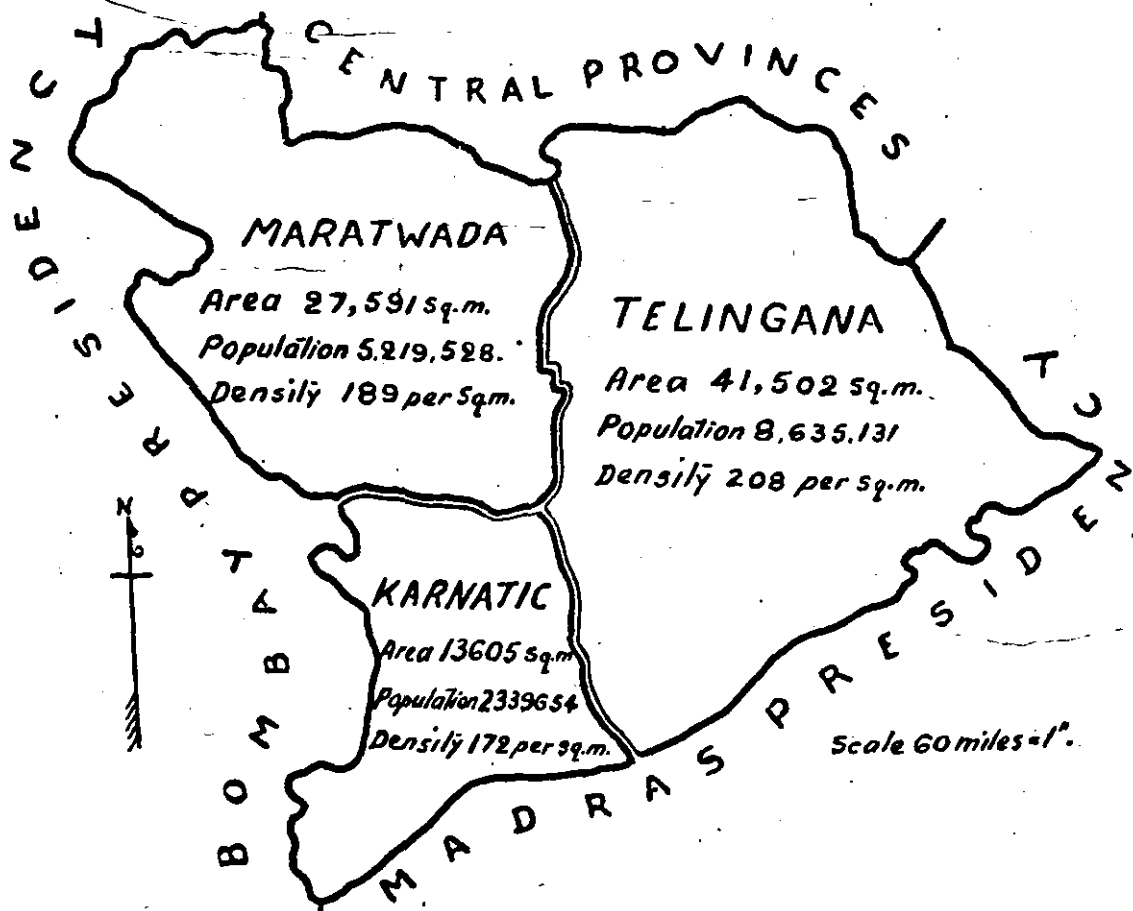 CENTRAL PROVINCES
BOMBAY PRESIDENCY
MARATWADA
Area 27,591 Sq.m.
Population 5.219,528.
Density 189 per Sq.m.
TELINGANA
Area 41,502 sq.m.
Population 8,635.131
Density 208 per sq.m.
N
KARNATIC
Area 13605 sq.m
Population 2339654
Density 172 per sq.m.
MADRAS PRESIDENCY
Scale 60 miles=1".